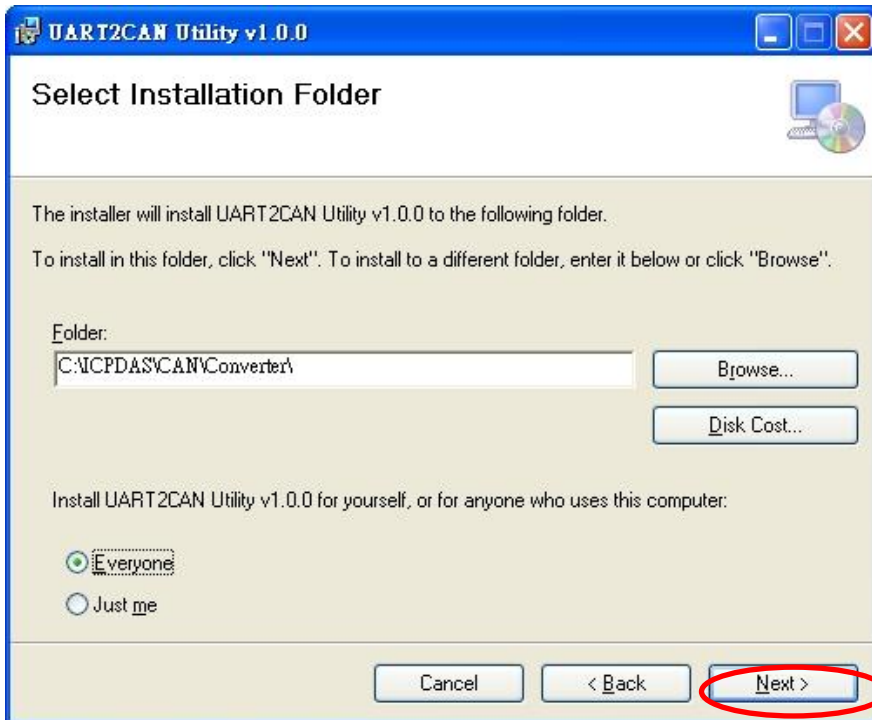 UART2CAN Utility v1.0.0
Select Installation Folder
The installer will install UART2CAN Utility v1.0.0 to the following folder.
To install in this folder, click "Next". To install to a different folder, enter it below or click "Browse".
Folder:
C:\ICPDAS\CAN\Converter\
Browse...
Disk Cost...
Install UART2CAN Utility v1.0.0 for yourself, or for anyone who uses this computer:
Everyone
Just me
Cancel
< Back
Next >